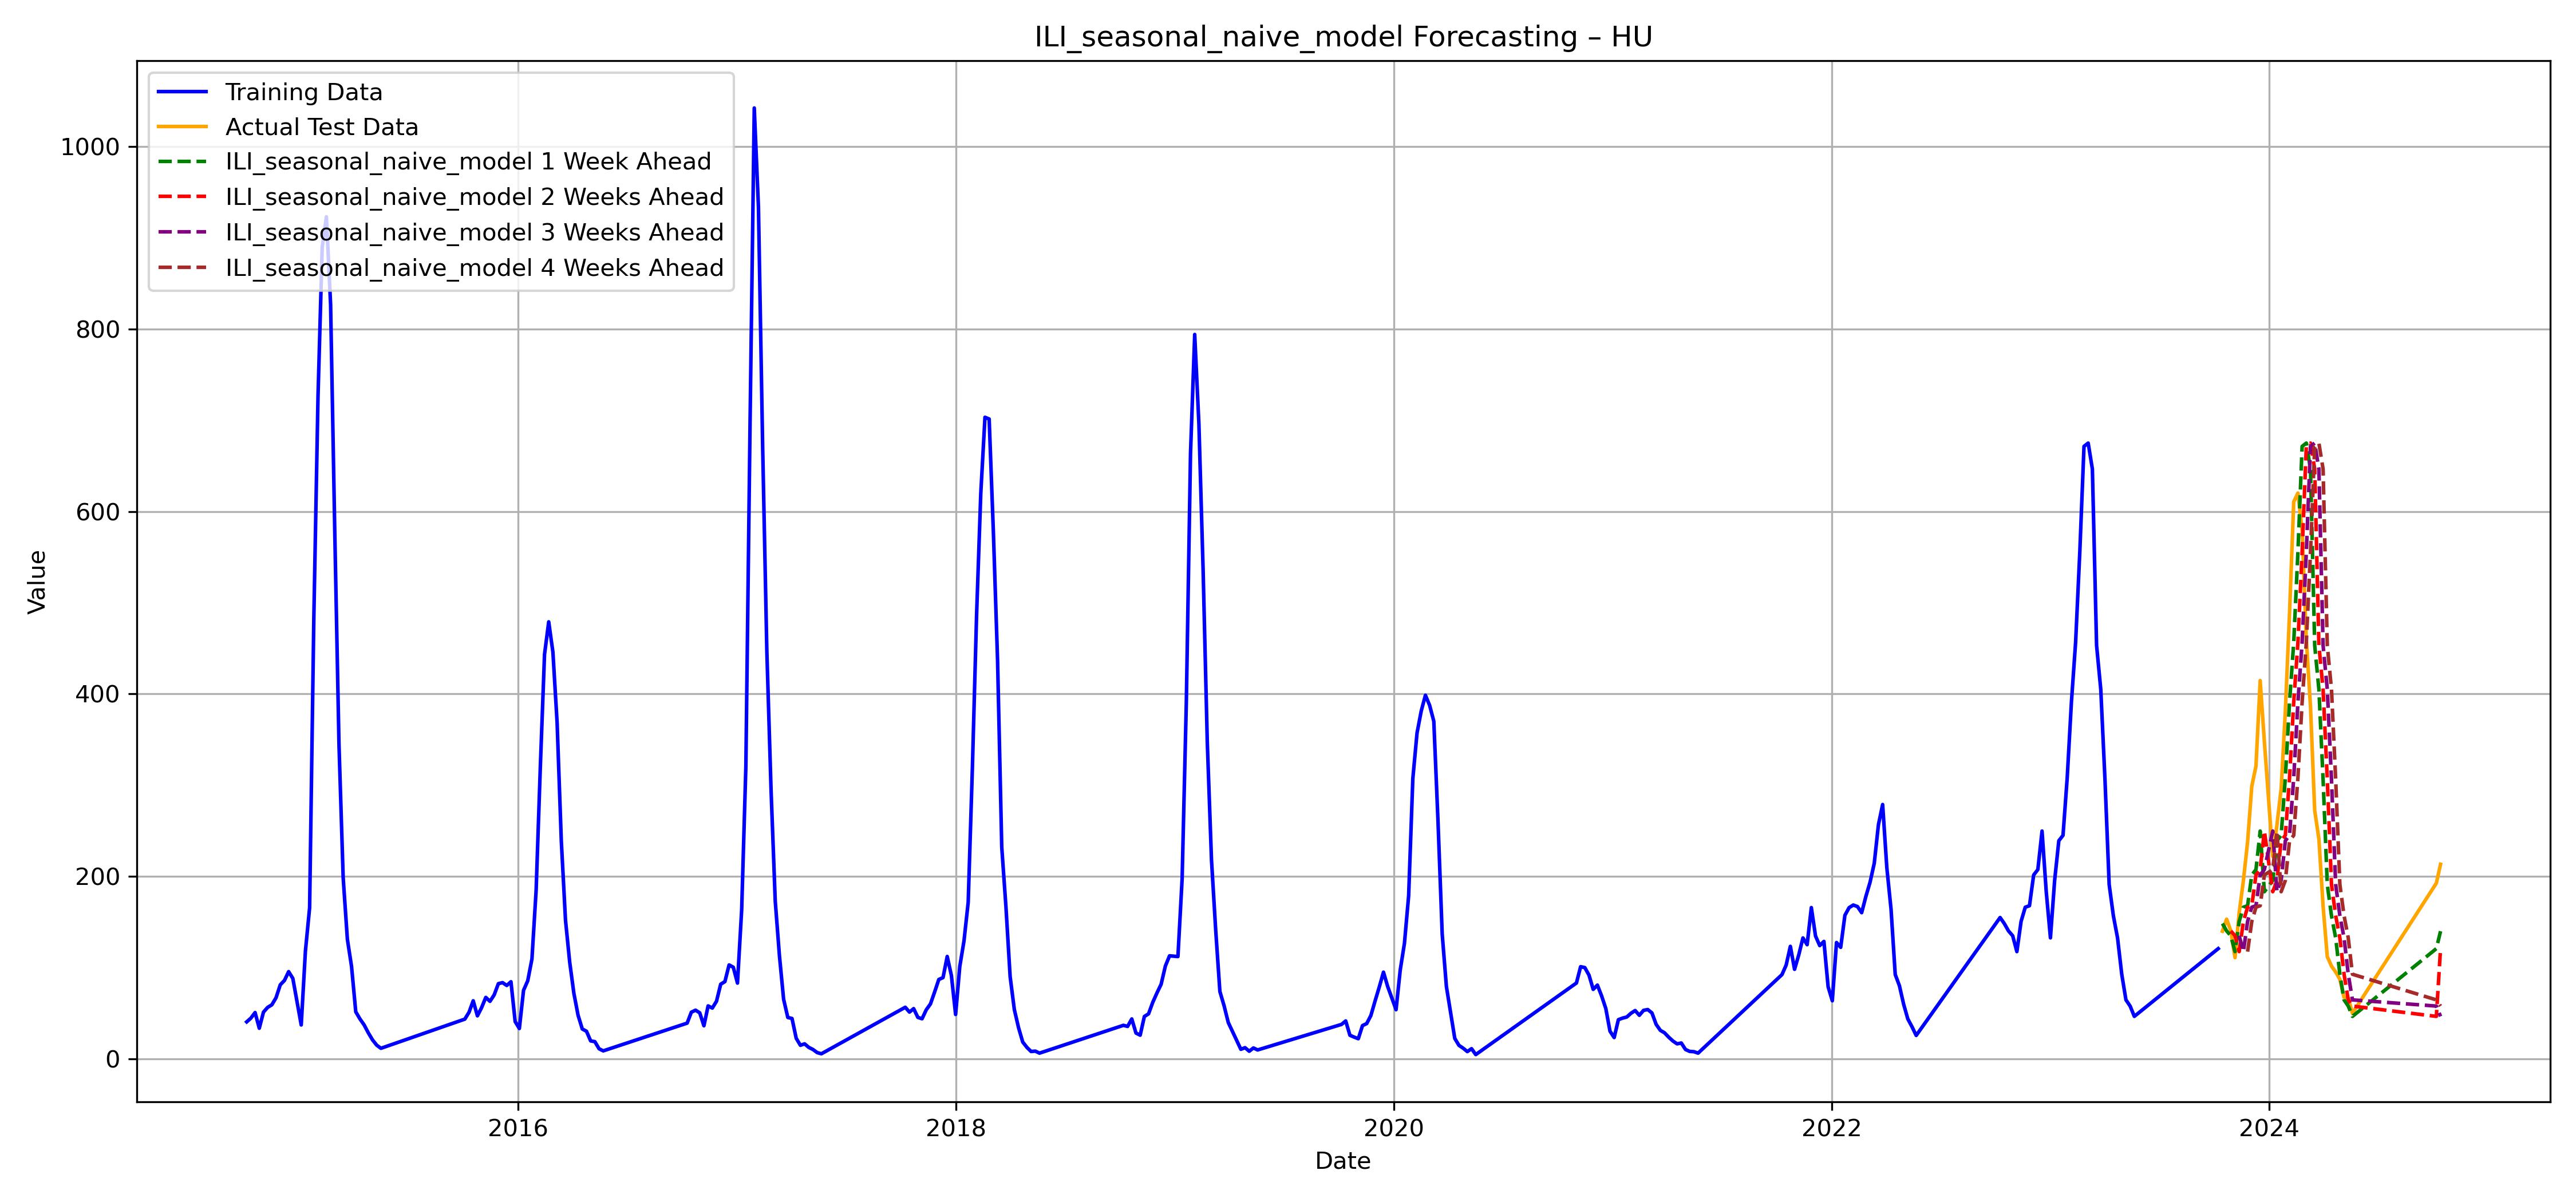 ILI_seasonal_naive_model Forecasting – HU
Training Data
Actual Test Data
ILI_seasonal_naive_model 1 Week Ahead
ILI_seasonal_naive_model 2 Weeks Ahead
ILI_seasonal_naive_model 3 Weeks Ahead
ILI_seasonal_naive_model 4 Weeks Ahead
1000
800
600
400
200
0
Value
2016 2018 2020 2022 2024
Date